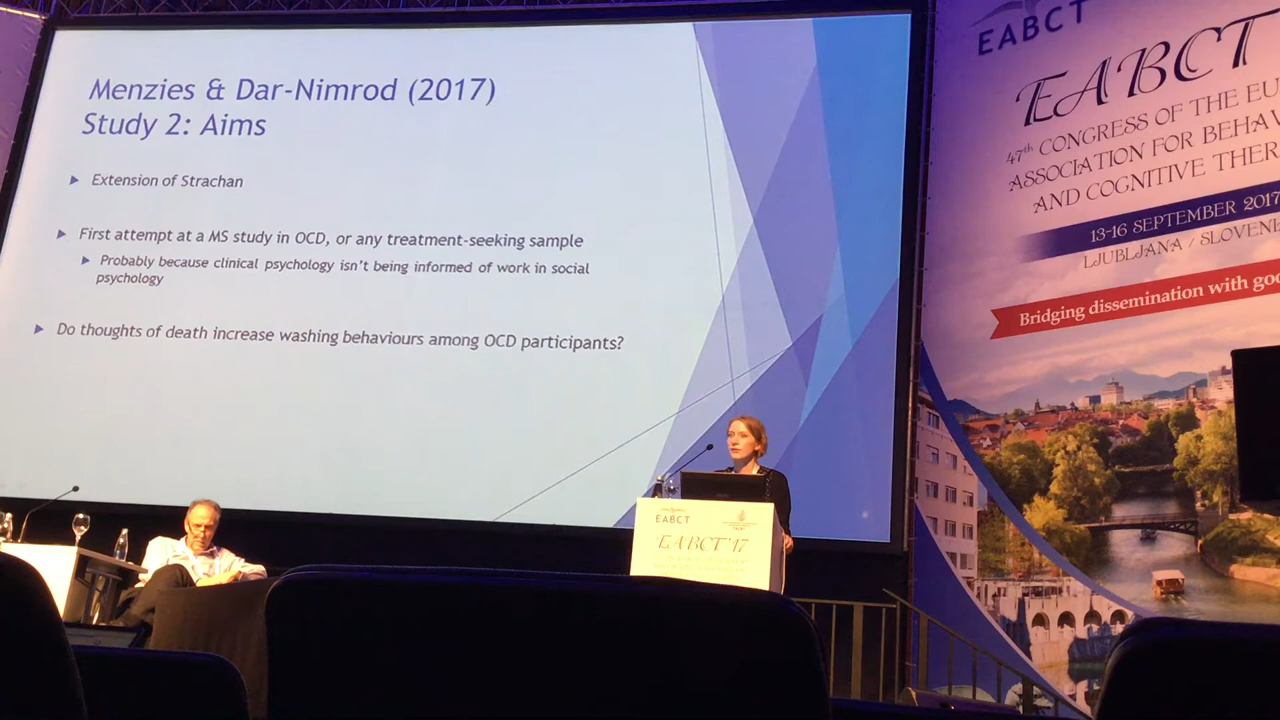 Menzies & Dar-Nimrod (2017)
Study 2: Aims
Extension of Strachan
First attempt at a MS study in OCD, or any treatment-seeking sample
Probably because clinical psychology isn't being informed of work in social
psychology
Do thoughts of death increase washing behaviours among OCD participants?
EABCT
EABCT'17
EABCT
EABCT
47th CONGRESS OF THE EU
ASSOCIATION FOR BEHAV
AND COGNITIVE THER
13-16 SEPTEMBER 2017
LJUBLJANA / SLOVENI
Bridging dissemination with goo